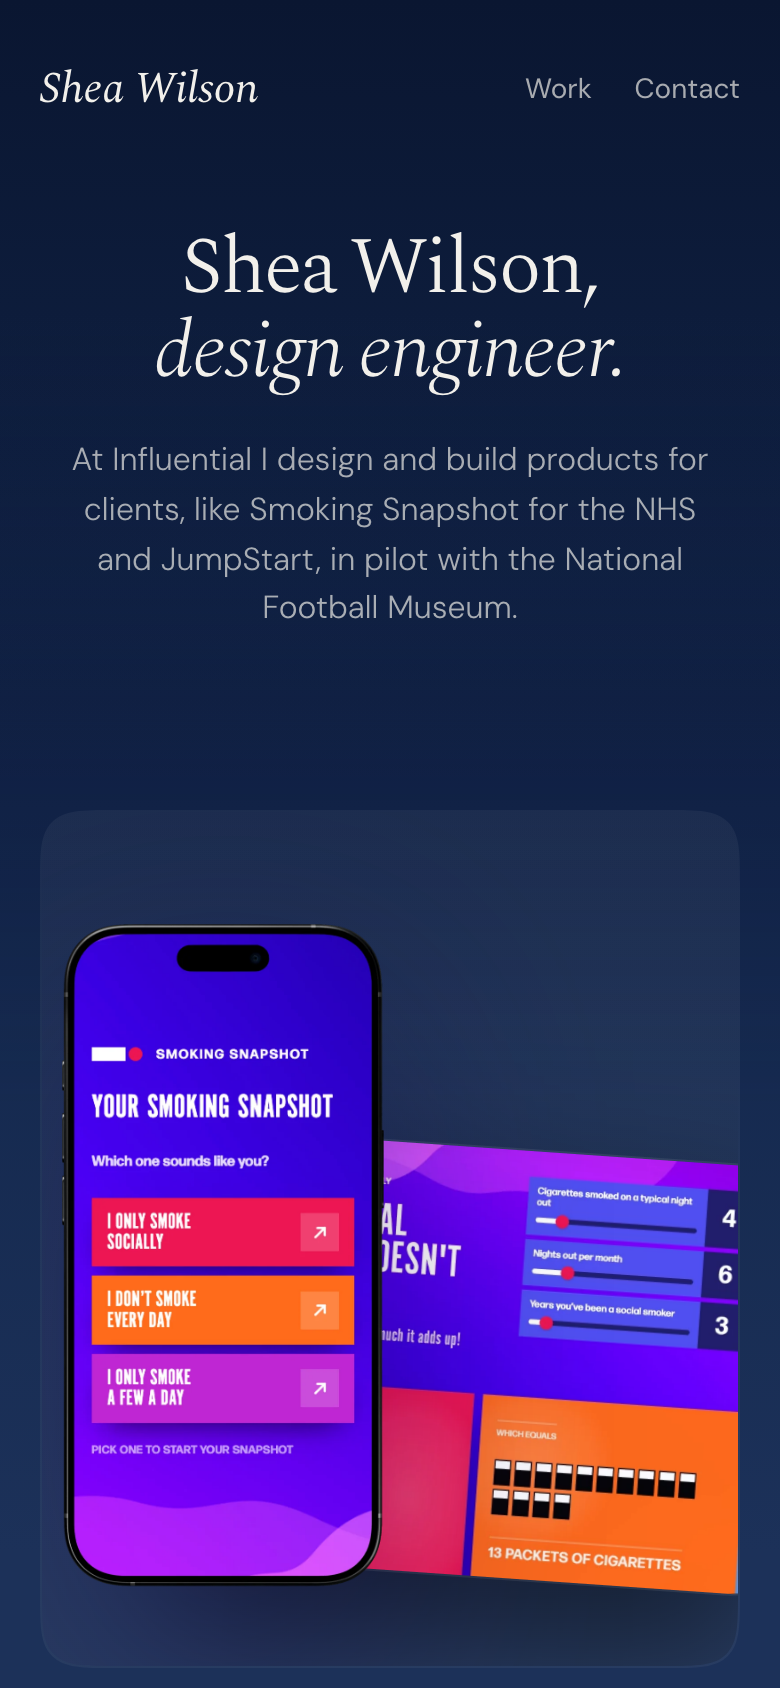 Shea Wilson
Work
Contact
Shea Wilson,
design engineer.
At Influential I design and build products for
clients, like Smoking Snapshot for the NHS
and JumpStart, in pilot with the National
Football Museum.
SMOKING SNAPSHOT
YOUR SMOKING SNAPSHOT
Which one sounds like you?
I ONLY SMOKE
SOCIALLY
I DON'T SMOKE
EVERY DAY
I ONLY SMOKE
A FEW A DAY
PICK ONE TO START YOUR SNAPSHOT
LY
AL
OESN'T
much it adds up!
Cigarettes smoked on a typical night
out
4
Nights out per month
6
Years you've been a social smoker
3
WHICH EQUALS
13 PACKETS OF CIGARETTES